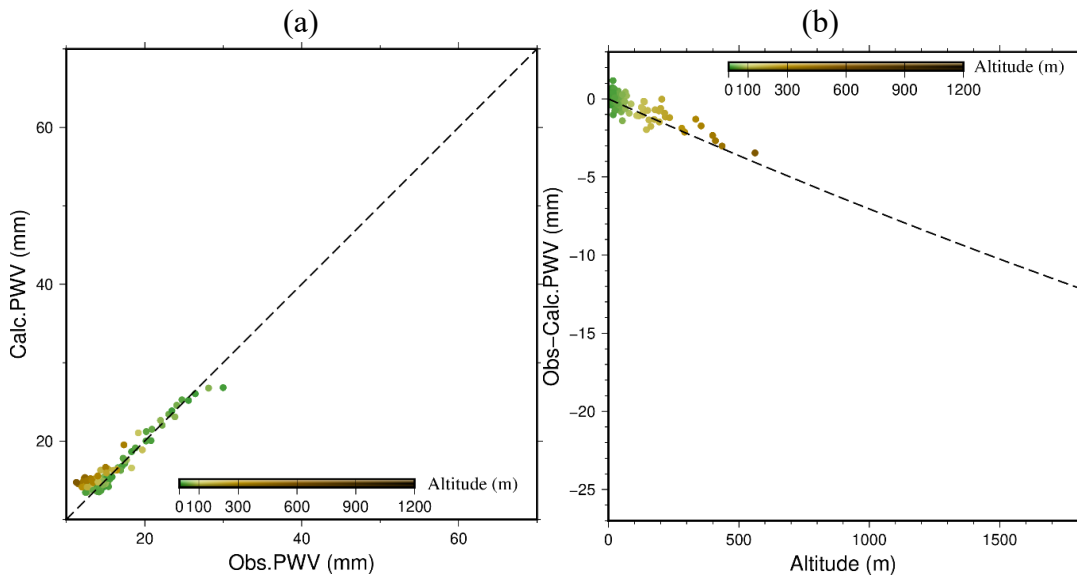 (a)
(b)
60
40
20
Calc.PWV (mm)
20
40
60
Obs.PWV (mm)
Altitude (m)
0 100 300 600 900 1200
Altitude (m)
0 100 300 600 900 1200
0
−5
−10
−15
−20
−25
Obs−Calc.PWV (mm)
0
500
1000
1500
Altitude (m)